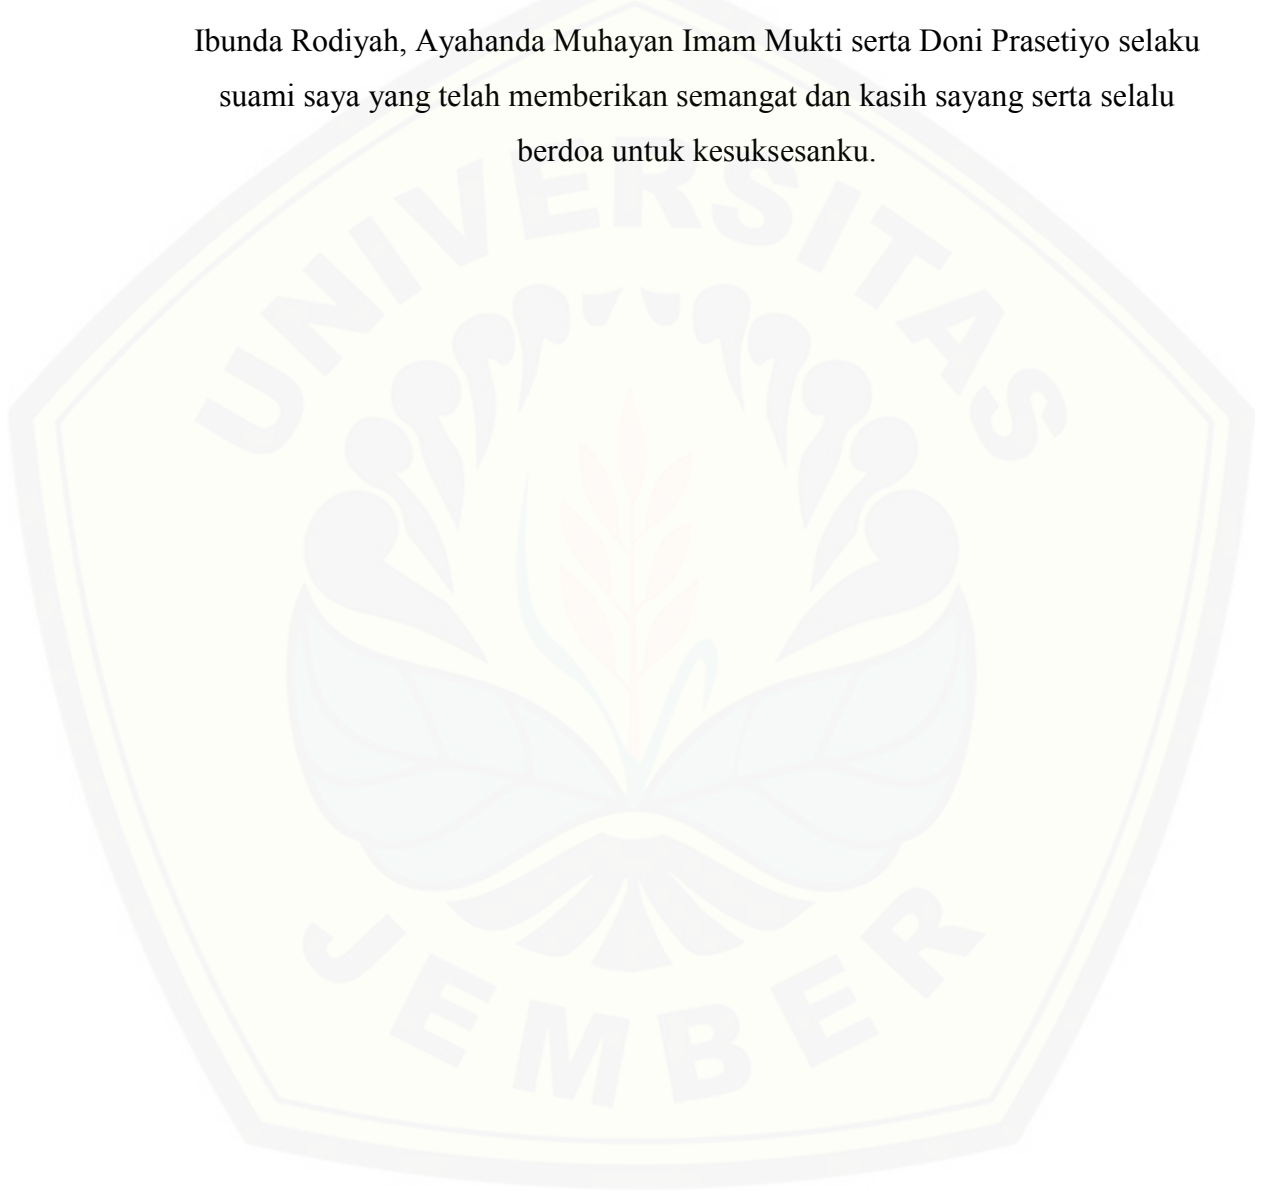 Ibunda Rodiyah, Ayahanda Muhayan Imam Mukti serta Doni Prasetiyo selaku
suami saya yang telah memberikan semangat dan kasih sayang serta selalu
berdoa untuk kesuksesanku.
UNIVERSITAS
JEMBER